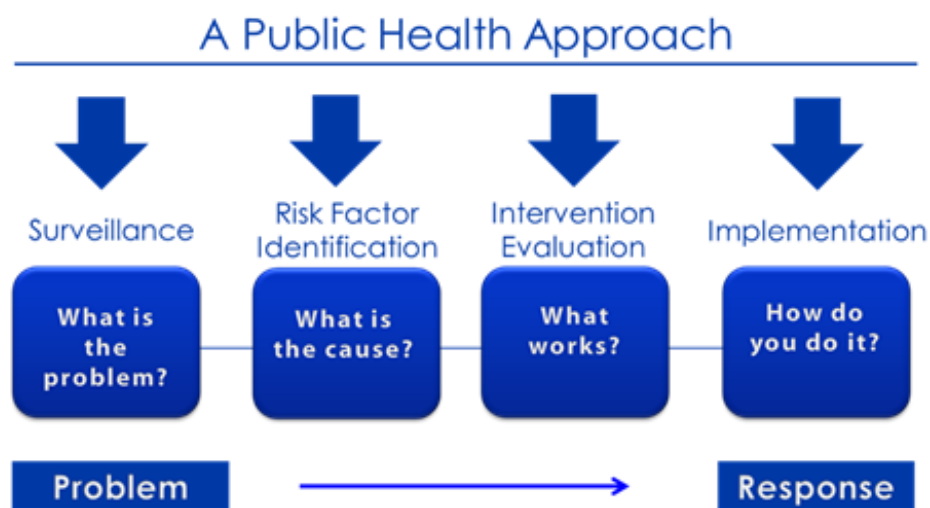 A Public Health Approach
Surveillance
Risk Factor
Identification
Intervention
Evaluation
Implementation
What is
the
problem?
What is
the cause?
What
works?
How do
you do it?
Problem
Response